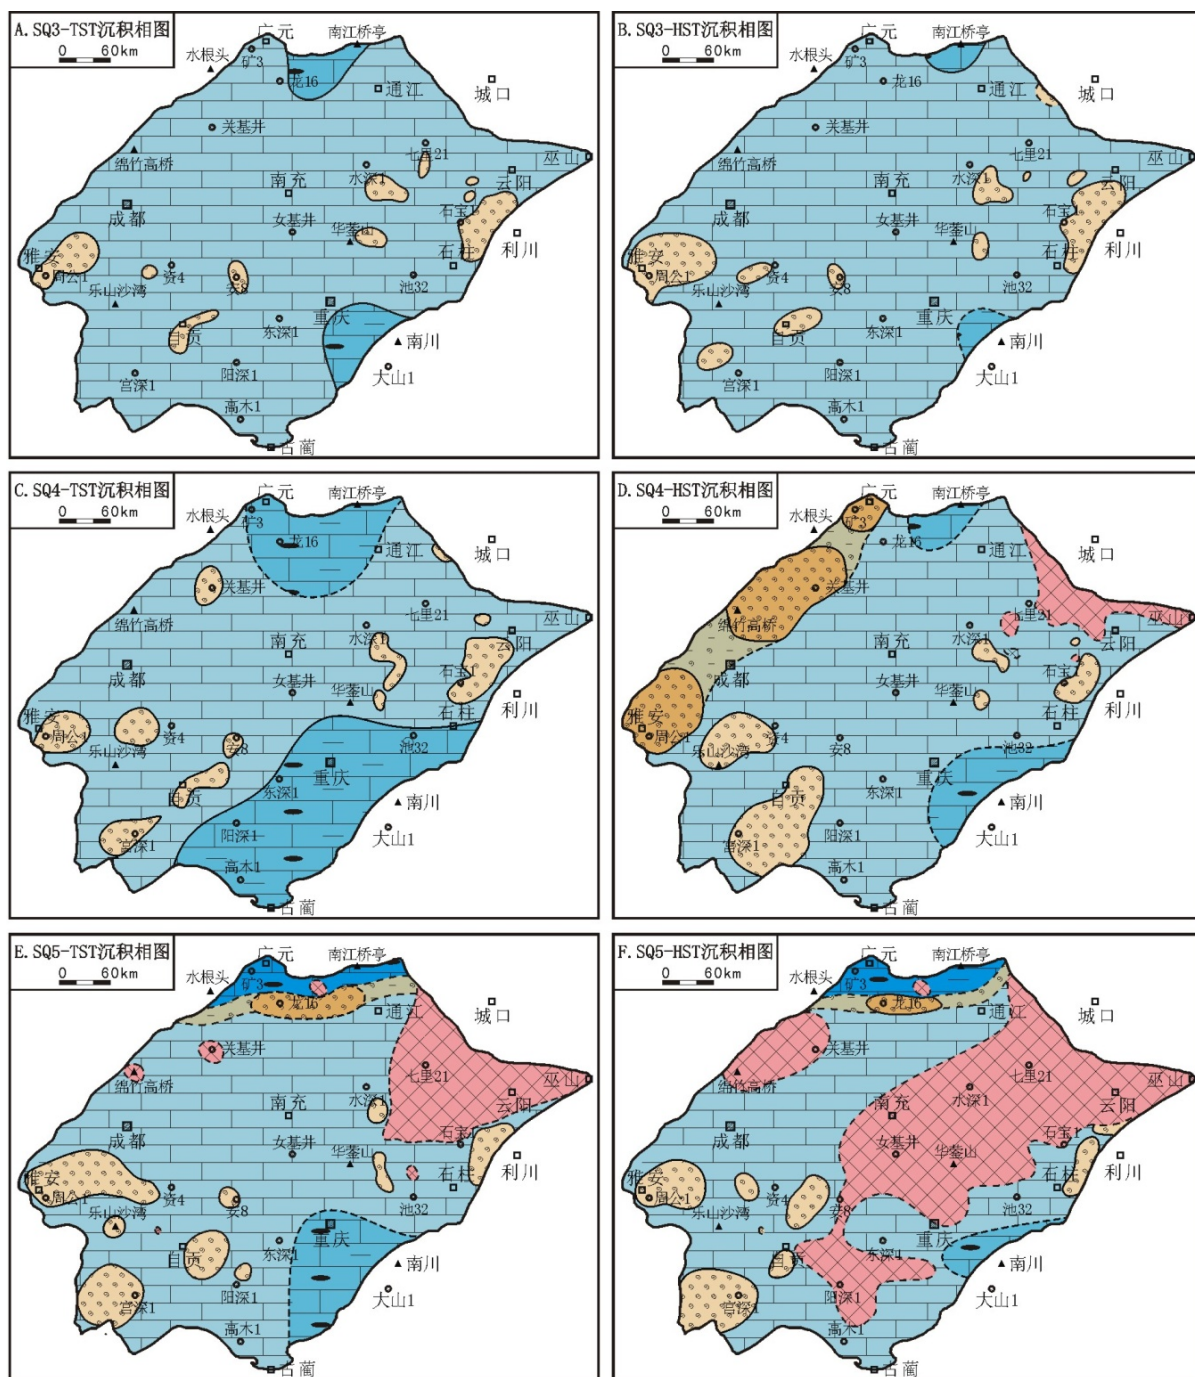 A.SQ3-TST沉积相图
0 60km
广元
南江桥亭
水根头
矿3
龙16
通江
城口
关基井
绵竹高桥
七里21
巫山
云阳
水深1
南充
成都
石宝1
女基井
华蓥山
利川
雅安
石柱
周公1
资4
安8
池32
乐山沙湾
重庆
自贡
东深1
南川
宫深1
阳深1
大山1
高木1
古蔺
B.SQ3-HST沉积相图
0 60km
广元
南江桥亭
水根头
矿3
龙16
通江
城口
关基井
绵竹高桥
七里21
巫山
云阳
水深1
南充
成都
石宝1
女基井
华蓥山
利川
雅安
石柱
周公1
资4
安8
池32
乐山沙湾
重庆
自贡
东深1
南川
宫深1
阳深1
大山1
高木1
古蔺
C.SQ4-TST沉积相图
0 60km
广元
南江桥亭
水根头
矿3
龙16
通江
城口
关基井
绵竹高桥
七里21
巫山
云阳
水深1
南充
成都
石宝1
女基井
华蓥山
利川
雅安
石柱
周公1
资4
安8
池32
乐山沙湾
重庆
自贡
东深1
南川
宫深1
阳深1
大山1
高木1
古蔺
D.SQ4-HST沉积相图
0 60km
广元
南江桥亭
水根头
矿3
龙16
通江
城口
关基井
绵竹高桥
七里21
巫山
云阳
水深1
南充
成都
石宝1
女基井
华蓥山
利川
雅安
石柱
周公1
资4
安8
池32
乐山沙湾
重庆
自贡
东深1
南川
宫深1
阳深1
大山1
高木1
古蔺
E.SQ5-TST沉积相图
0 60km
广元
南江桥亭
水根头
矿3
龙16
通江
城口
关基井
绵竹高桥
七里21
巫山
云阳
水深1
南充
成都
石宝1
女基井
华蓥山
利川
雅安
石柱
周公1
资4
安8
池32
乐山沙湾
重庆
自贡
东深1
南川
宫深1
阳深1
大山1
高木1
古蔺
F.SQ5-HST沉积相图
0 60km
广元
南江桥亭
水根头
矿3
龙16
通江
城口
关基井
绵竹高桥
七里21
巫山
云阳
水深1
南充
成都
石宝1
女基井
华蓥山
利川
雅安
石柱
周公1
资4
安8
池32
乐山沙湾
重庆
自贡
东深1
南川
宫深1
阳深1
大山1
高木1
古蔺